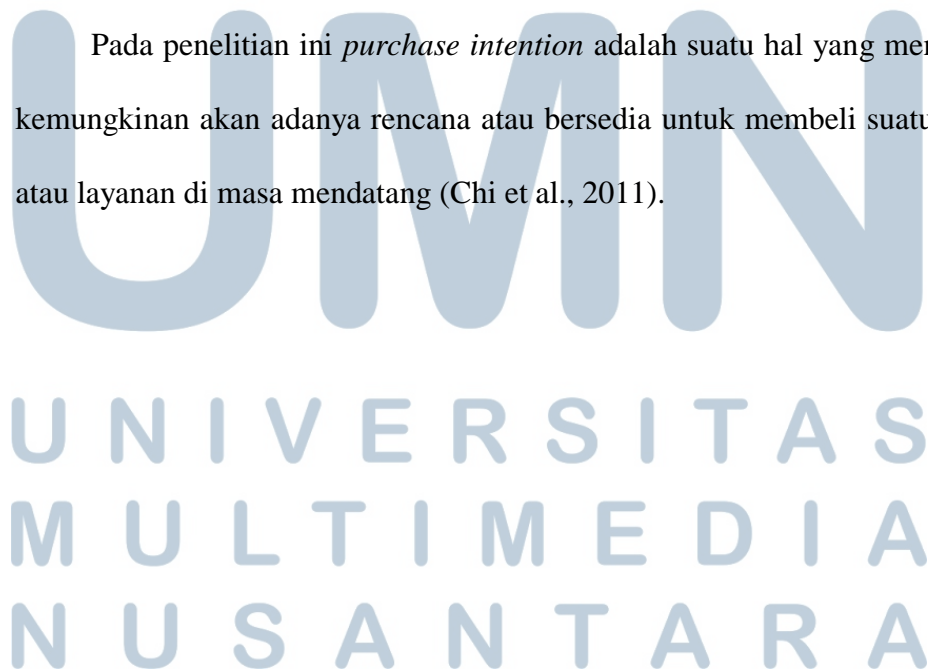 Pada penelitian ini purchase intention adalah suatu hal yang
kemungkinan akan adanya rencana atau bersedia untuk membeli suatu
atau layanan di masa mendatang (Chi et al., 2011).
UMN
UNIVERSITAS
MULTIMEDIA
NUSANTARA